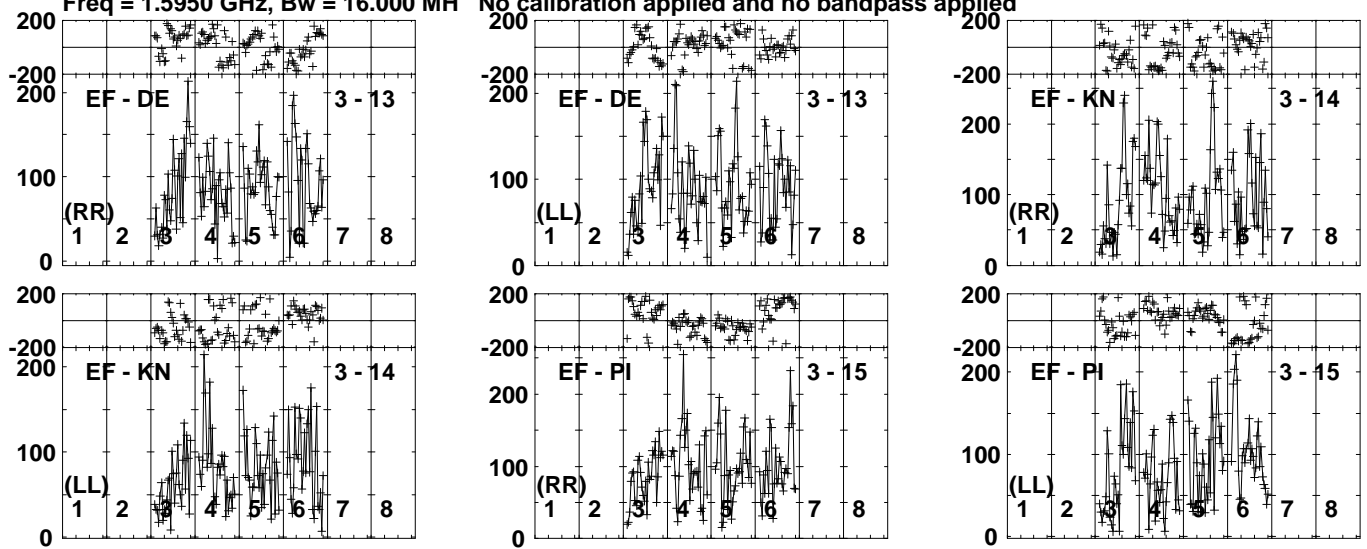 Freq = 1.5950 GHz, Bw = 16.000 MH No calibration applied and no bandpass applied
200 200 200
-200 -200 -200
200 EF - DE 3 - 13 200 EF - DE 3 - 13 EF - KN 3 - 14
200
100 100 100
(RR) (LL) (RR)
1 2 3 4 5 6 7 8 1 2 3 4 5 6 7 8 1 2 3 4 5 6 7 8
0 0 0
200 200 200
-200 -200 -200
200 EF - KN 3 - 14 EF - PI 3 - 15 200 EF - PI 3 - 15
200
100 100 100
(LL) (RR) (LL)
1 2 3 4 5 6 7 8 1 2 3 4 5 6 7 8 1 2 3 4 5 6 7 8
0 0 0